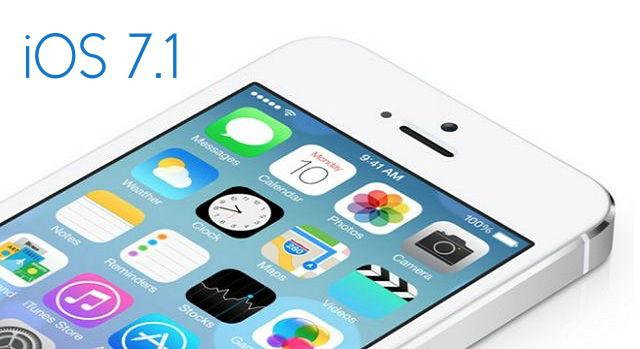 iOS 7.1
9:41 AM
100%
Messages
Monday
10
Calendar
Photos
Camera
Weather
Clock
280
Maps
Videos
Notes
Reminders
Stocks
iTunes Store